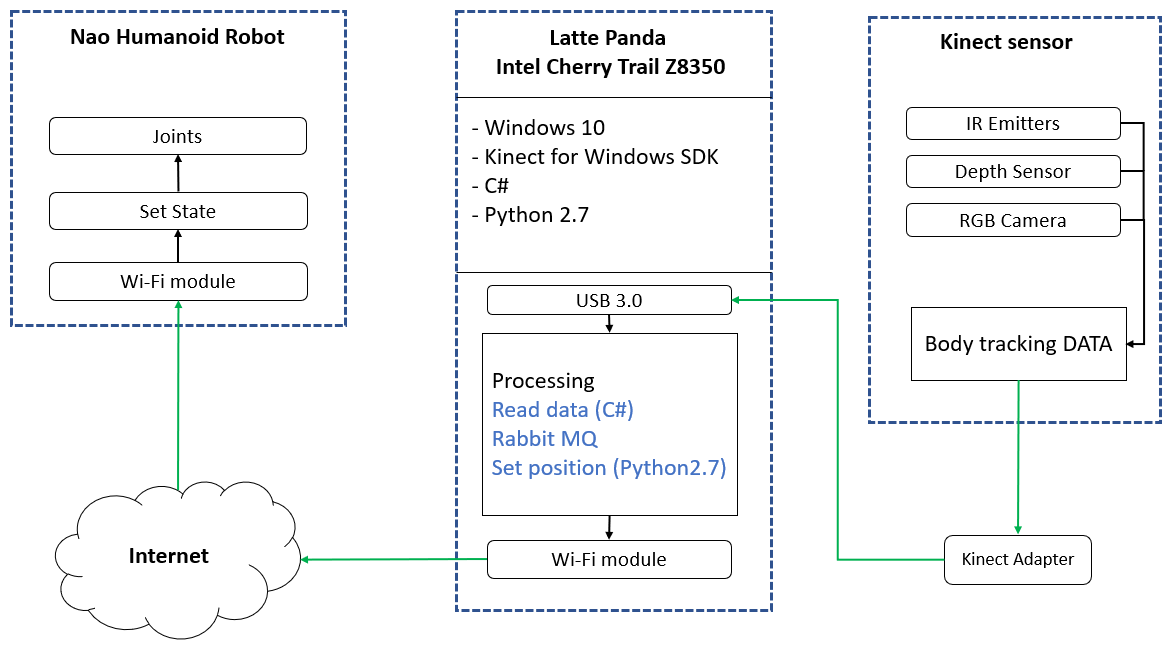 Nao Humanoid Robot
Joints
Set State
Wi-Fi module
Internet
Latte Panda
Intel Cherry Trail Z8350
- Windows 10
- Kinect for Windows SDK
- C#
- Python 2.7
USB 3.0
Processing
Read data (C#)
Rabbit MQ
Set position (Python2.7)
Wi-Fi module
Kinect sensor
IR Emitters
Depth Sensor
RGB Camera
Body tracking DATA
Kinect Adapter